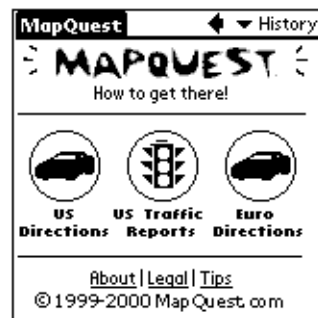 MapQuest History
MAPQUEST
How to get there!
US US Traffic Euro
Directions Reports Directions
About | Legal | Tips
© 1999-2000 MapQuest.com